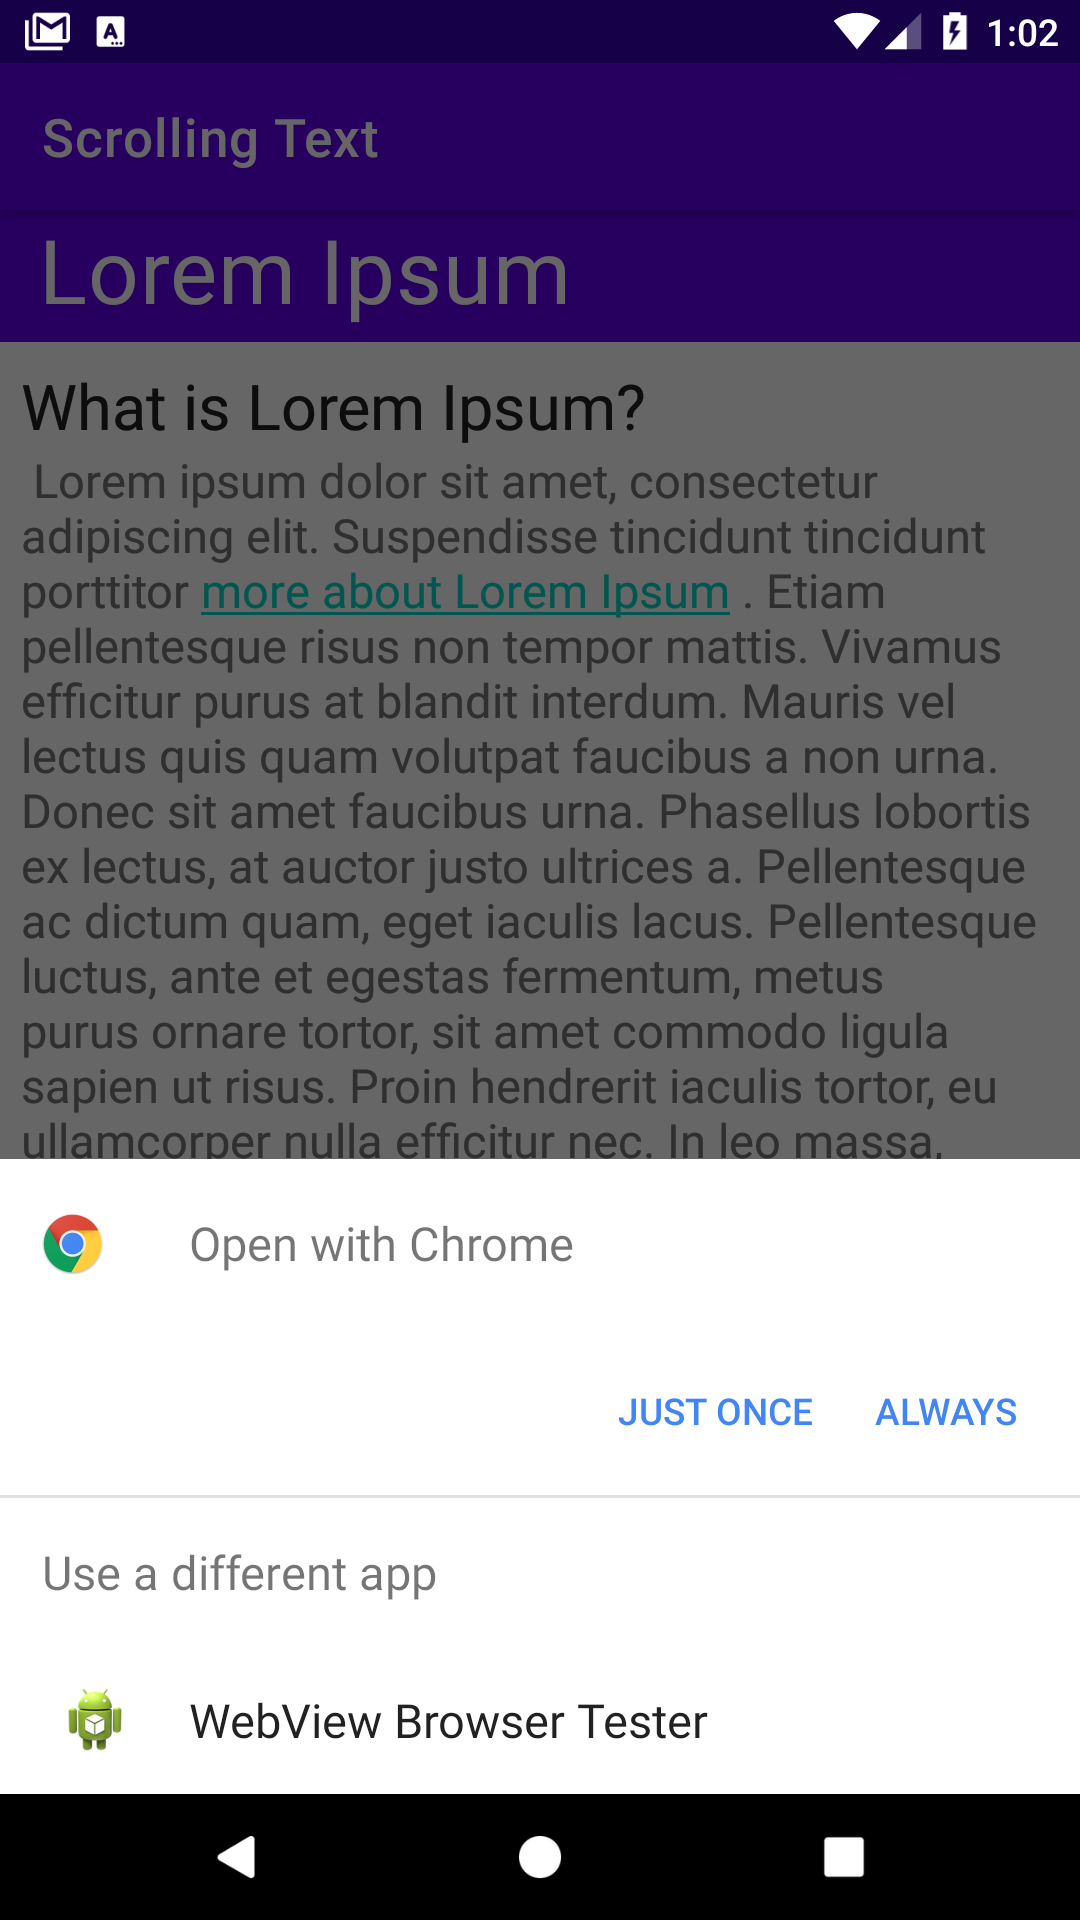 1:02
Scrolling Text
Lorem Ipsum
What is Lorem Ipsum?
Lorem ipsum dolor sit amet, consectetur
adipiscing elit. Suspendisse tincidunt tincidunt
porttitor more about Lorem Ipsum . Etiam
pellentesque risus non tempor mattis. Vivamus
efficitur purus at blandit interdum. Mauris vel
lectus quis quam volutpat faucibus a non urna.
Donec sit amet faucibus urna. Phasellus lobortis
ex lectus, at auctor justo ultrices a. Pellentesque
ac dictum quam, eget iaculis lacus. Pellentesque
luctus, ante et egestas fermentum, metus
purus ornare tortor, sit amet commodo ligula
sapien ut risus. Proin hendrerit iaculis tortor, eu
ullamcorper nulla efficitur nec. In leo massa,
Open with Chrome
JUST ONCE ALWAYS
Use a different app
WebView Browser Tester